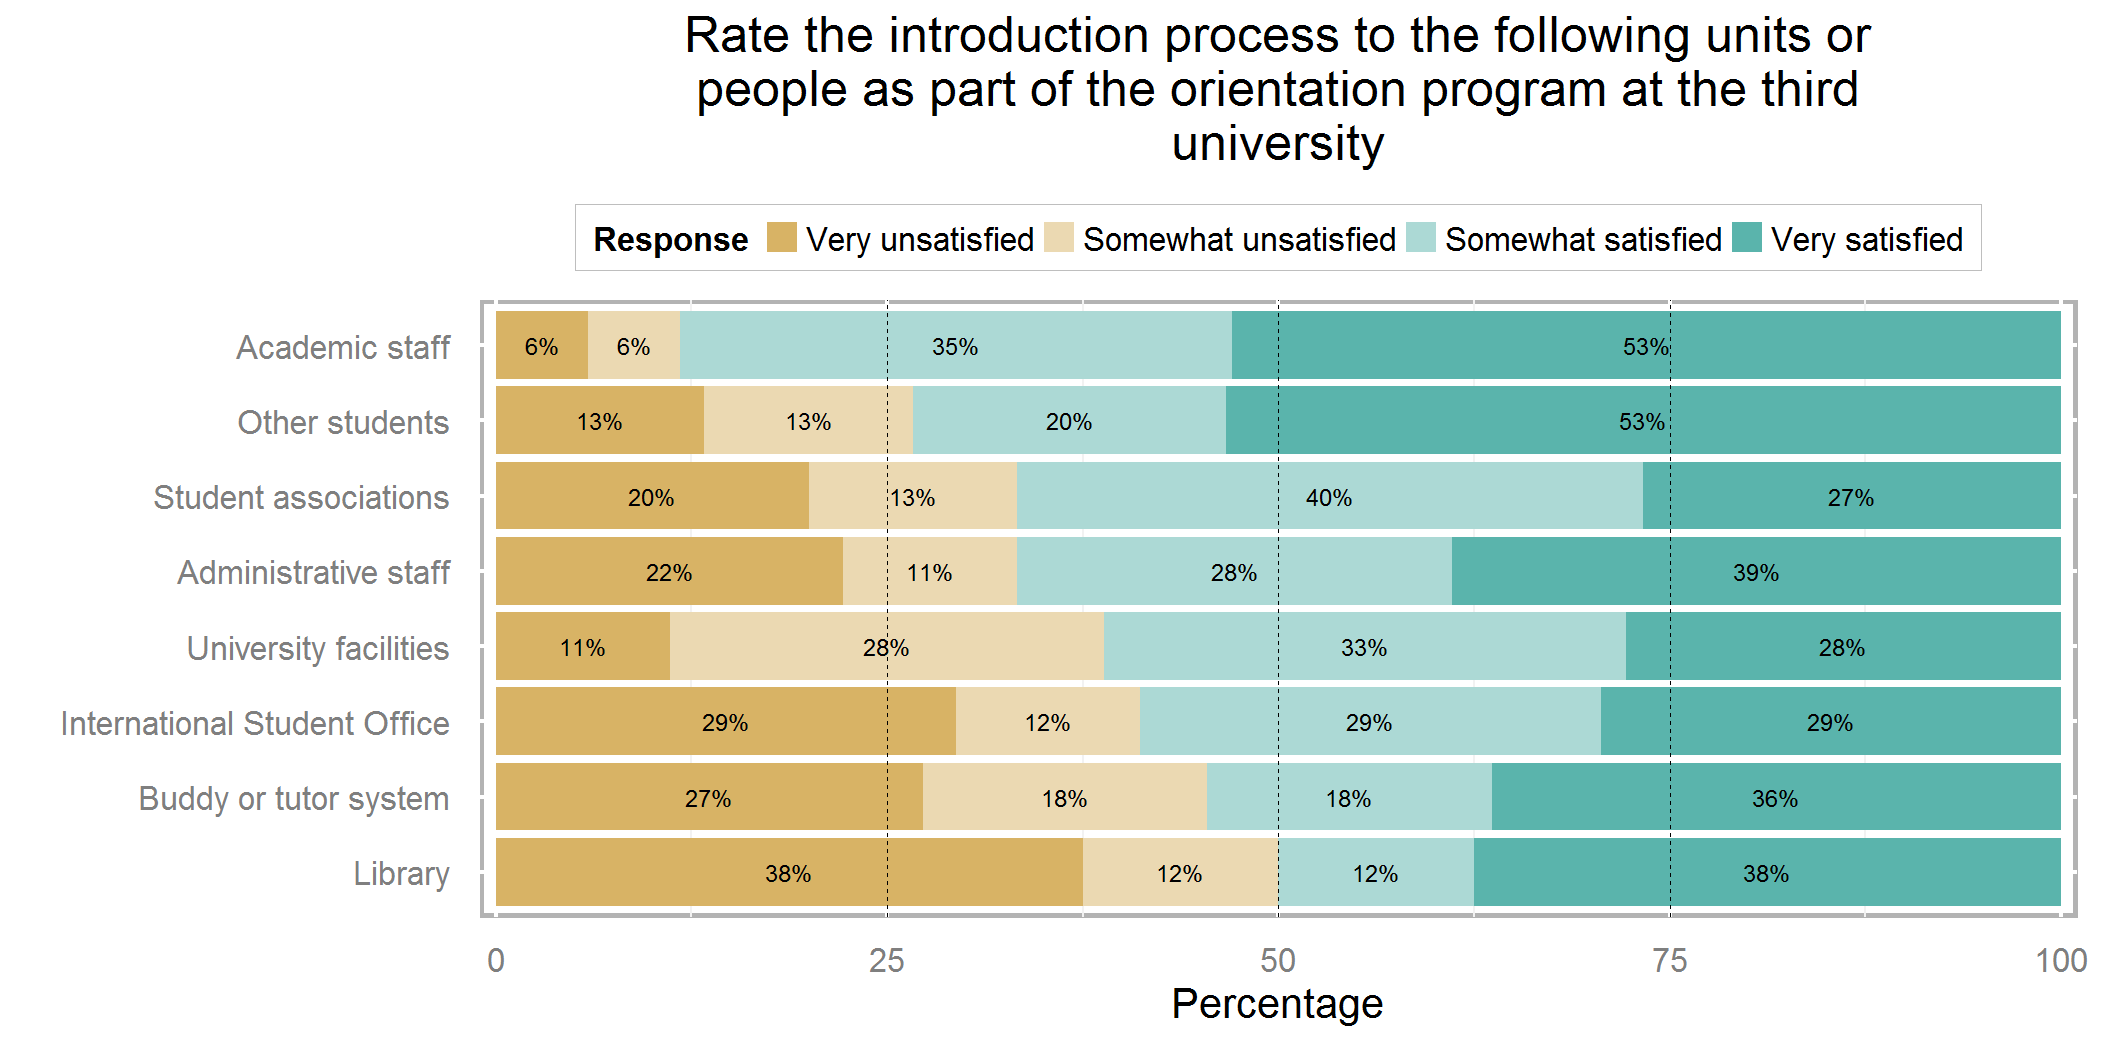 Rate the introduction process to the following units or
people as part of the orientation program at the third
university
Response Very unsatisfied Somewhat unsatisfied Somewhat satisfied Very satisfied
Academic staff 6% 6% 35% 53%
Other students 13% 13% 20% 53%
Student associations 20% 13% 40% 27%
Administrative staff 22% 11% 28% 39%
University facilities 11% 28% 33% 28%
International Student Office 29% 12% 29% 29%
Buddy or tutor system 27% 18% 18% 36%
Library 38% 12% 12% 38%
0 25 50 75 100
Percentage